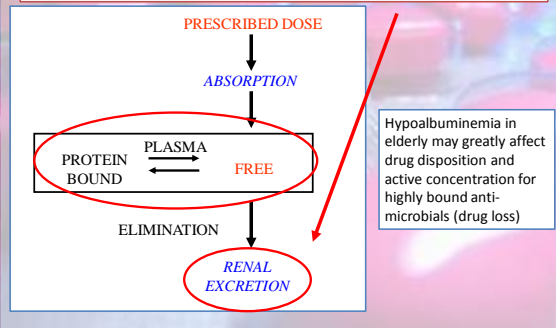 PRESCRIBED DOSE
ABSORPTION
PLASMA
PROTEIN
BOUND
FREE
ELIMINATION
RENAL
EXCRETION
Hypoalbuminemia in
elderly may greatly affect
drug disposition and
active concentration for
highly bound anti-
microbials (drug loss)